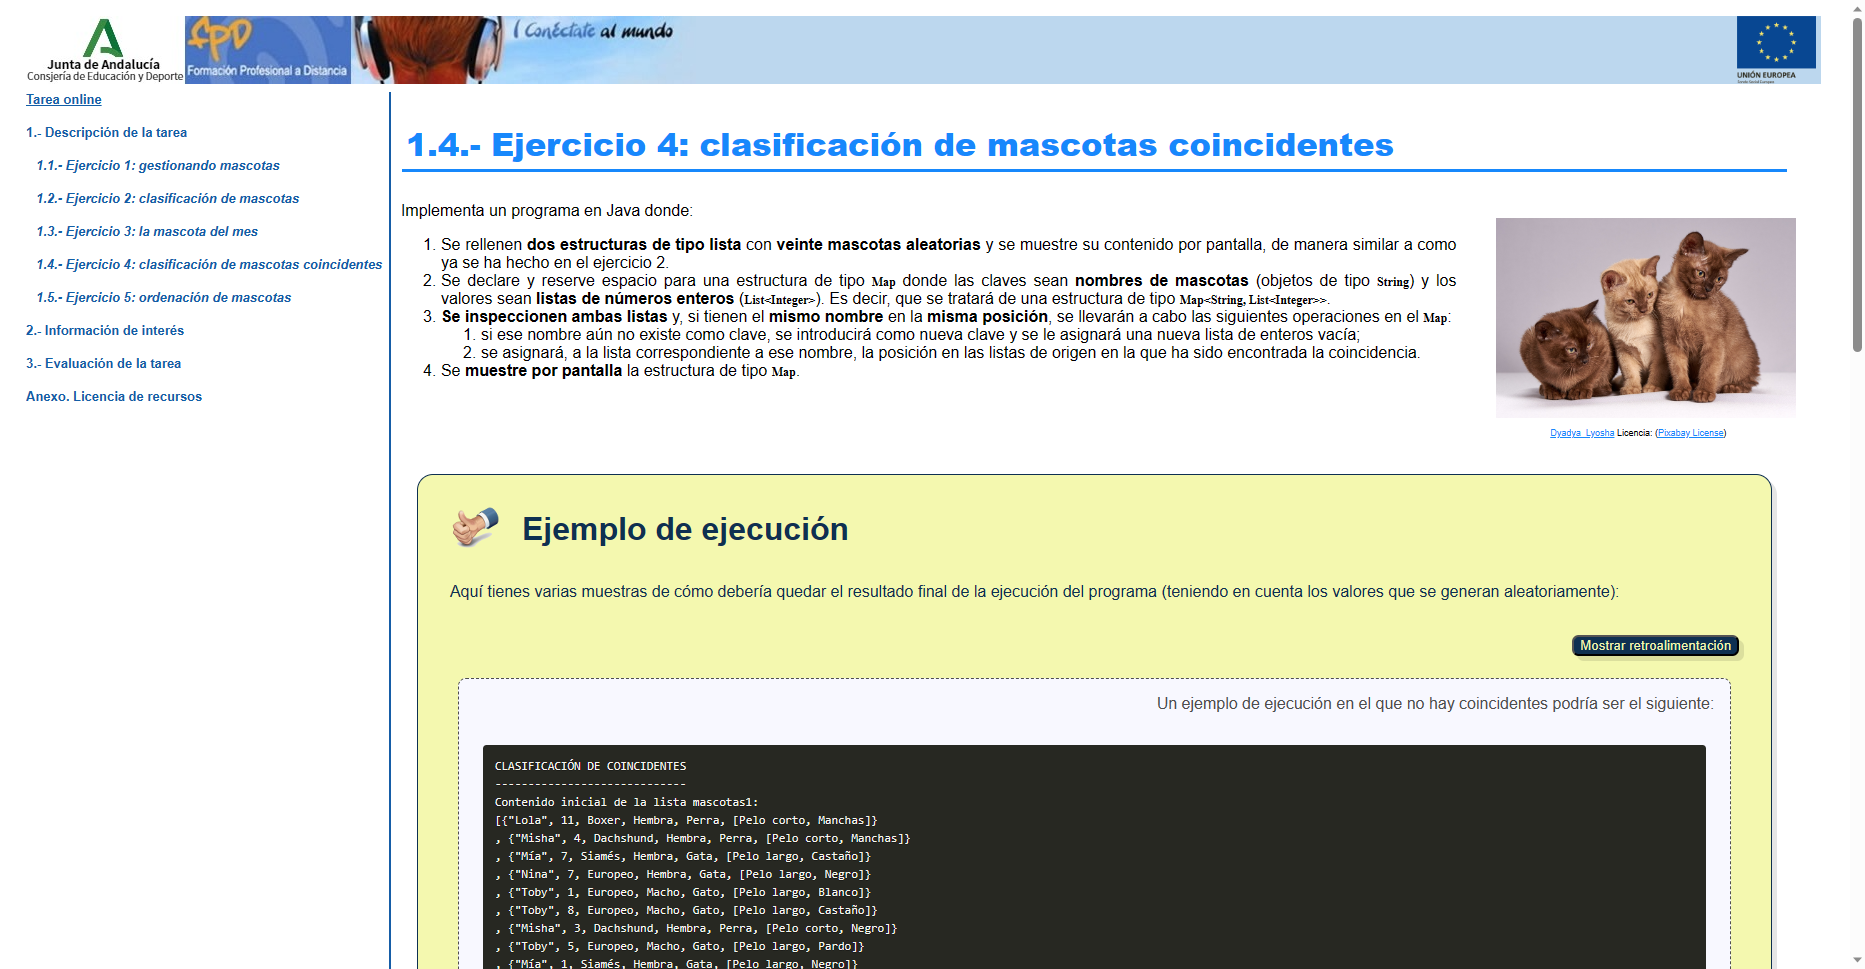 Junta de Andalucía
Consjería de Educación y Deporte
FPD
Formación Profesional a Distancia
Conéctate al mundo
UNIÓN EUROPEA
Fondo Social Europeo
Tarea online
1.- Descripción de la tarea
1.1.- Ejercicio 1: gestionando mascotas
1.2.- Ejercicio 2: clasificación de mascotas
1.3.- Ejercicio 3: la mascota del mes
1.4.- Ejercicio 4: clasificación de mascotas coincidentes
1.5.- Ejercicio 5: ordenación de mascotas
2.- Información de interés
3.- Evaluación de la tarea
Anexo. Licencia de recursos
1.4.- Ejercicio 4: clasificación de mascotas coincidentes
Implementa un programa en Java donde:
1. Se rellenen dos estructuras de tipo lista con veinte mascotas aleatorias y se muestre su contenido por pantalla, de manera similar a como
ya se ha hecho en el ejercicio 2.
2. Se declare y reserve espacio para una estructura de tipo Map donde las claves sean nombres de mascotas (objetos de tipo String) y los
valores sean listas de números enteros (List<Integer>). Es decir, que se tratará de una estructura de tipo Map<String, List<Integer>>.
3. Se inspeccionen ambas listas y, si tienen el mismo nombre en la misma posición, se llevarán a cabo las siguientes operaciones en el Map:
1. si ese nombre aún no existe como clave, se introducirá como nueva clave y se le asignará una nueva lista de enteros vacía;
2. se asignará, a la lista correspondiente a ese nombre, la posición en las listas de origen en la que ha sido encontrada la coincidencia.
4. Se muestre por pantalla la estructura de tipo Map.
Dyadya_Lyosha Licencia: (Pixabay License)
Ejemplo de ejecución
Aquí tienes varias muestras de cómo debería quedar el resultado final de la ejecución del programa (teniendo en cuenta los valores que se generan aleatoriamente):
Mostrar retroalimentación
Un ejemplo de ejecución en el que no hay coincidentes podría ser el siguiente:
CLASIFICACIÓN DE COINCIDENTES
-----------------------------
Contenido inicial de la lista mascotas1:
[{"Lola", 11, Boxer, Hembra, Perra, [Pelo corto, Manchas]}
, {"Misha", 4, Dachshund, Hembra, Perra, [Pelo corto, Manchas]}
, {"Mía", 7, Siamés, Hembra, Gata, [Pelo largo, Castaño]}
, {"Nina", 7, Europeo, Hembra, Gata, [Pelo largo, Negro]}
, {"Toby", 1, Europeo, Macho, Gato, [Pelo largo, Blanco]}
, {"Toby", 8, Europeo, Macho, Gato, [Pelo largo, Castaño]}
, {"Misha", 3, Dachshund, Hembra, Perra, [Pelo corto, Negro]}
, {"Toby", 5, Europeo, Macho, Gato, [Pelo largo, Pardo]}
, {"Mía", 1, Siamés, Hembra, Gata, [Pelo largo, Negro]}